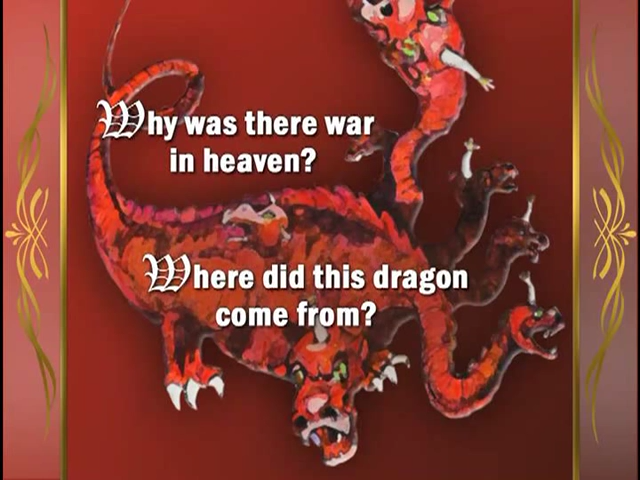 Why was there war
in heaven?
Where did this dragon
come from?